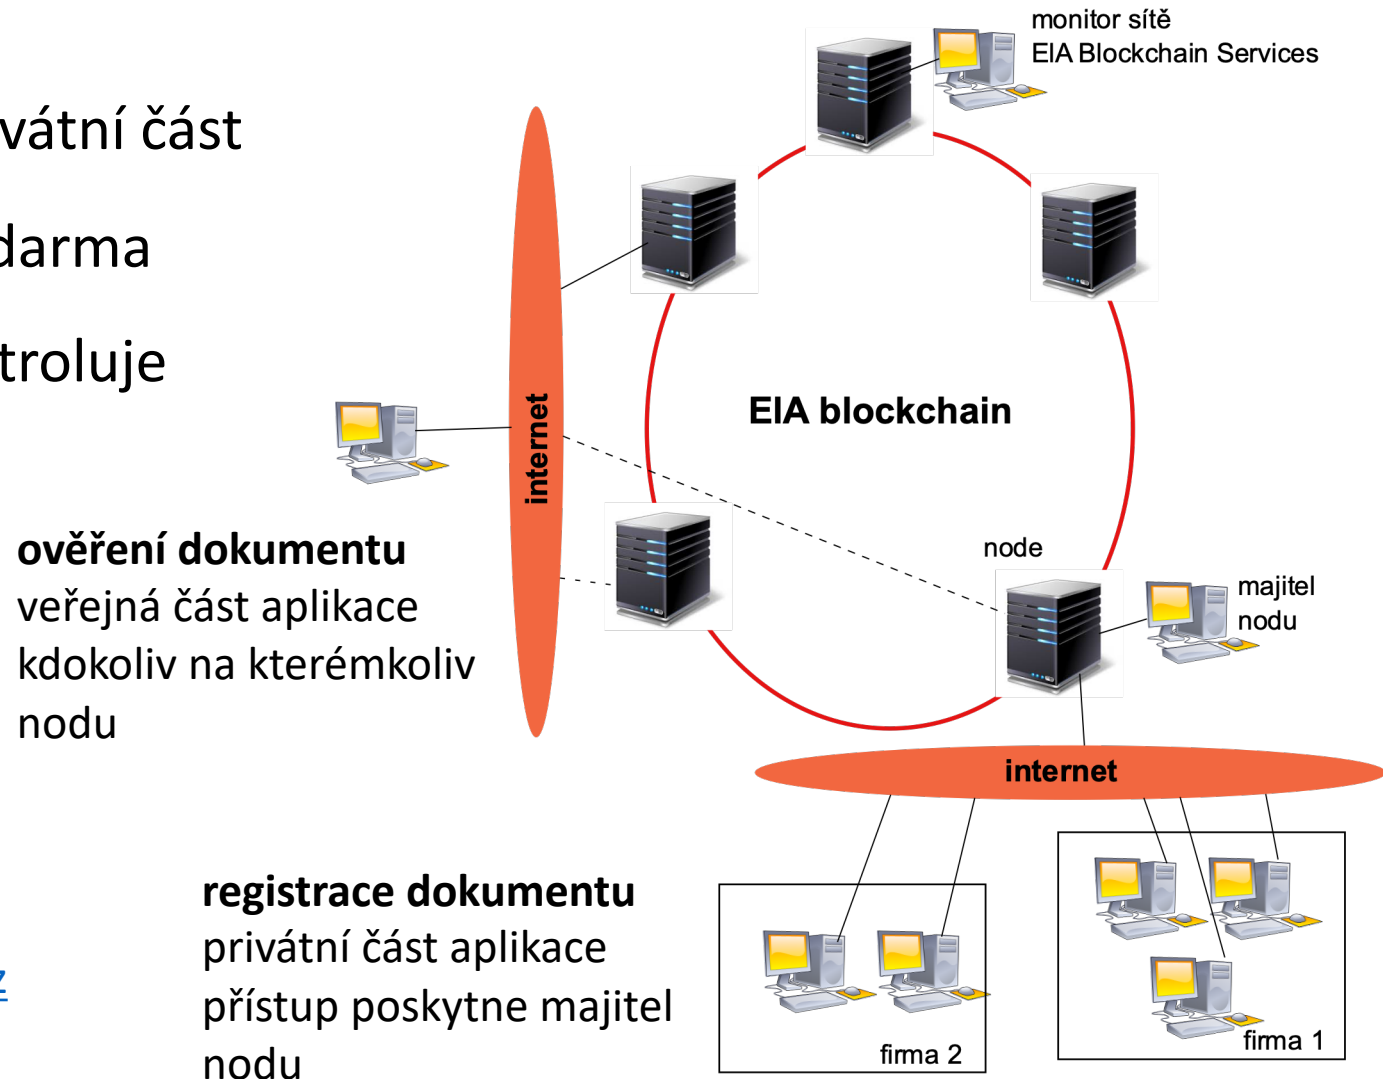 monitor sítě
EIA Blockchain Services
vátní část
darma
troluje
internet
EIA blockchain
ověření dokumentu
veřejná část aplikace
kdokoliv na kterémkoliv
nodu
node
majitel
nodu
internet
registrace dokumentu
privátní část aplikace
přístup poskytne majitel
nodu
z
firma 2
firma 1